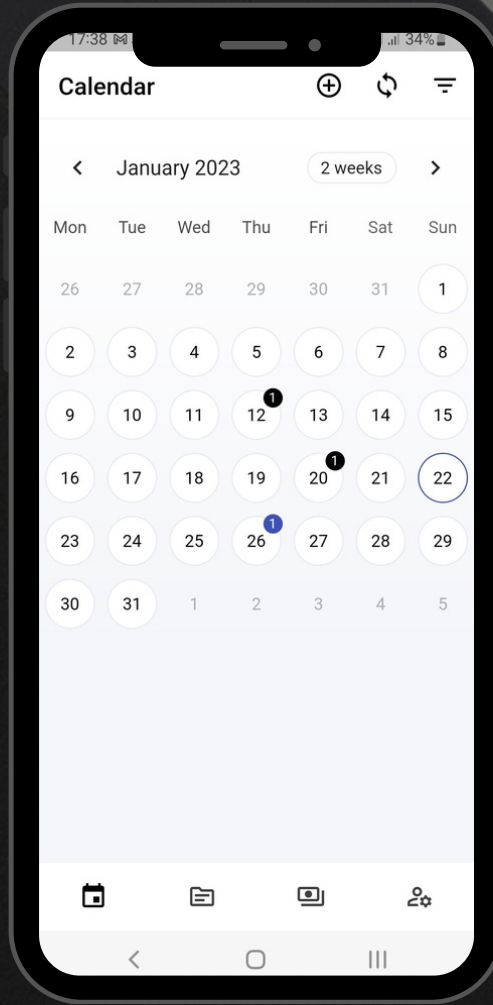 17:38
34%
Calendar
January 2023 2 weeks
Mon Tue Wed Thu Fri Sat Sun
26 27 28 29 30 31 1
2 3 4 5 6 7 8
1
9 10 11 12 13 14 15
1
16 17 18 19 20 21 22
1
23 24 25 26 27 28 29
30 31 1 2 3 4 5